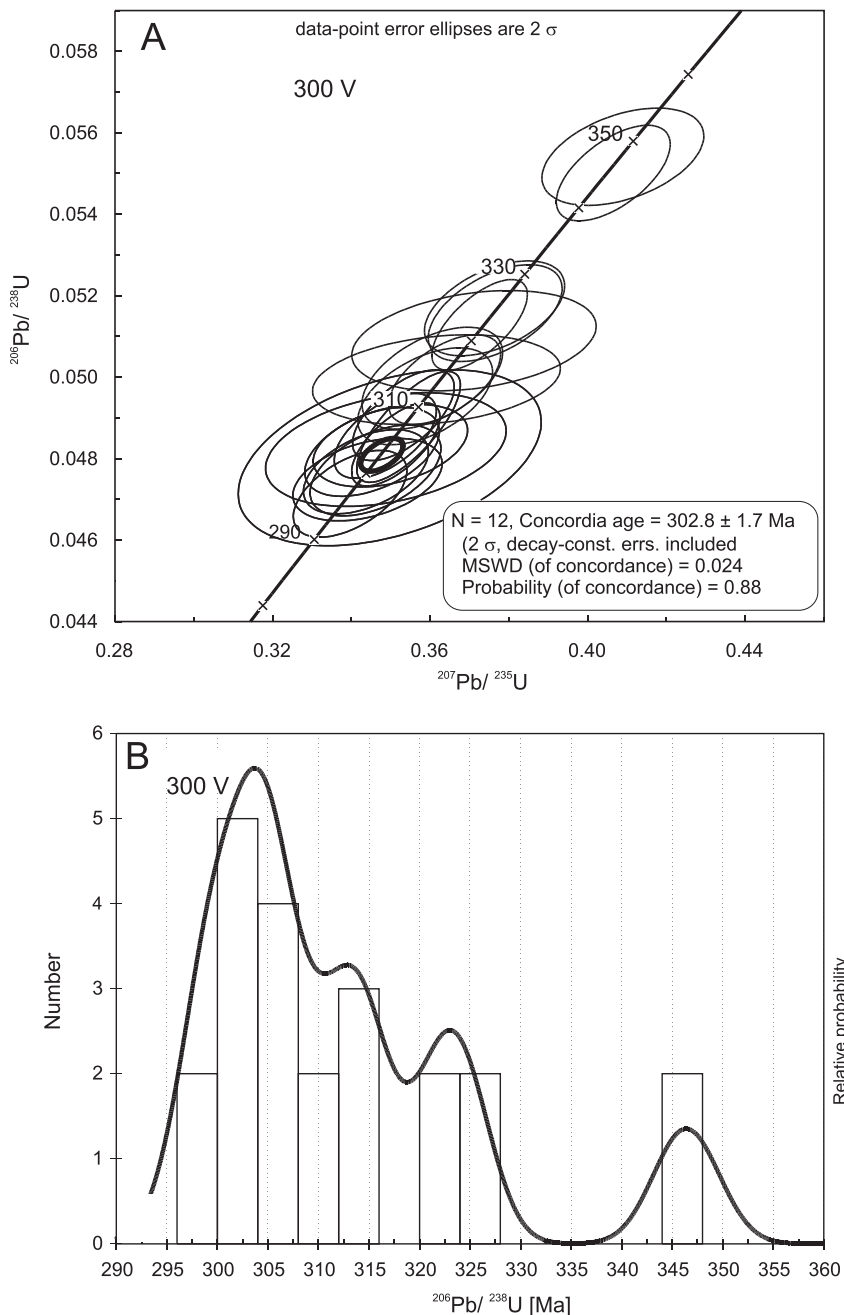 A
data-point error ellipses are 2 σ
300 V
0.058
0.056
0.054
0.052
0.050
0.048
0.046
0.044
350
330
310
290
206Pb/ 238U
N = 12, Concordia age = 302.8 ± 1.7 Ma
(2 σ, decay-const. errs. included
MSWD (of concordance) = 0.024
Probability (of concordance) = 0.88
0.28 0.32 0.36 0.40 0.44
207Pb/ 235U
B
300 V
6
5
4
3
2
1
0
Number
Relative probability
290 295 300 305 310 315 320 325 330 335 340 345 350 355 360
206Pb/ 238U [Ma]